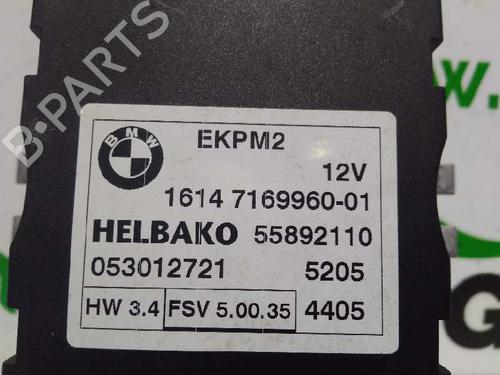 B-PARTS
BMW
EKPM2
12V
1614 7169960-01
HELBAKO 55892110
053012721 5205
HW 3.4 FSV 5.00.35 4405